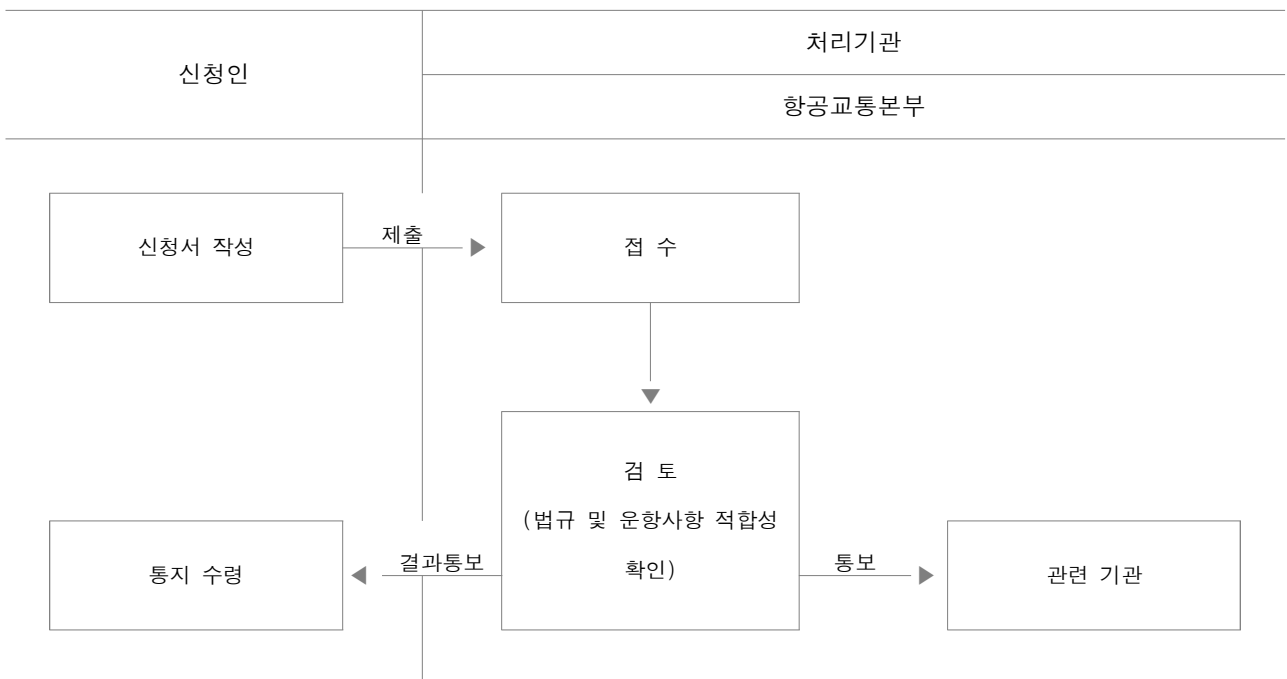 신청인
처리기관
항공교통본부
신청서 작성
제출
접 수
검 토
(법규 및 운항사항 적합성
확인)
통지 수령
결과통보
통보
관련 기관